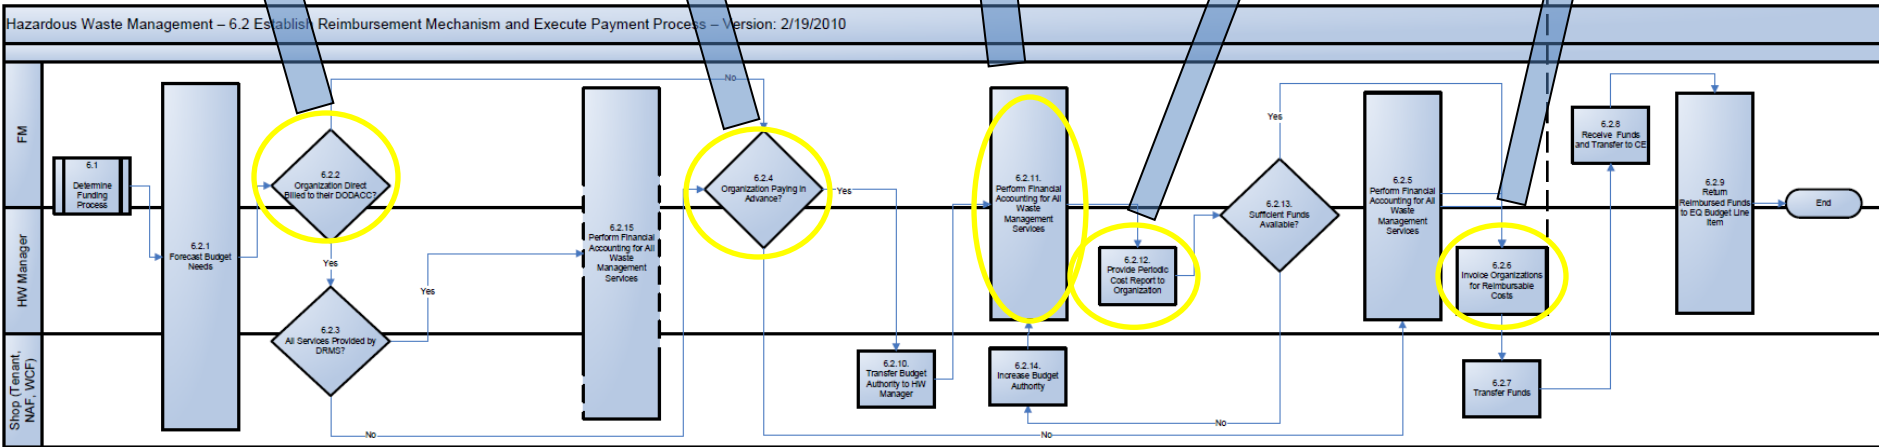 Hazardous Waste Management – 6.2 Establish Reimbursement Mechanism and Execute Payment Process – Version: 2/19/2010
FM
HW Manager
Shop (Tenant,
NAF, WCF)
6.1
Determine
Funding
Process
6.2.1
Forecast Budget
Needs
6.2.2
Organization Direct
Billed to their DODACC?
No
Yes
6.2.3
All Services Provided by
DRMS?
Yes
No
6.2.15
Perform Financial
Accounting for All
Waste
Management
Services
6.2.4
Organization Paying in
Advance?
Yes
No
6.2.10.
Transfer Budget
Authority to HW
Manager
6.2.11.
Perform Financial
Accounting for All
Waste
Management
Services
6.2.14.
Increase Budget
Authority
6.2.12.
Provide Periodic
Cost Report to
Organization
6.2.13.
Sufficient Funds
Available?
Yes
No
6.2.5
Perform Financial
Accounting for All
Waste
Management
Services
6.2.6
Invoice Organizations
for Reimbursable
Costs
6.2.7
Transfer Funds
6.2.8
Receive Funds
and Transfer to CE
6.2.9
Return
Reimbursed Funds
to EQ Budget Line
Item
End